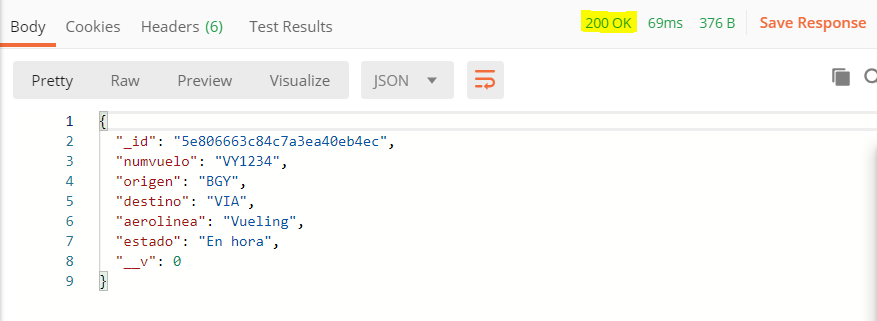 Body Cookies Headers (6) Test Results 200 OK 69ms 376 B Save Response
Pretty Raw Preview Visualize JSON
1 {
2 "_id": "5e806663c84c7a3ea40eb4ec",
3 "numvuelo": "VY1234",
4 "origen": "BGY",
5 "destino": "VIA",
6 "aerolinea": "Vueling",
7 "estado": "En hora",
8 "__v": 0
9 }